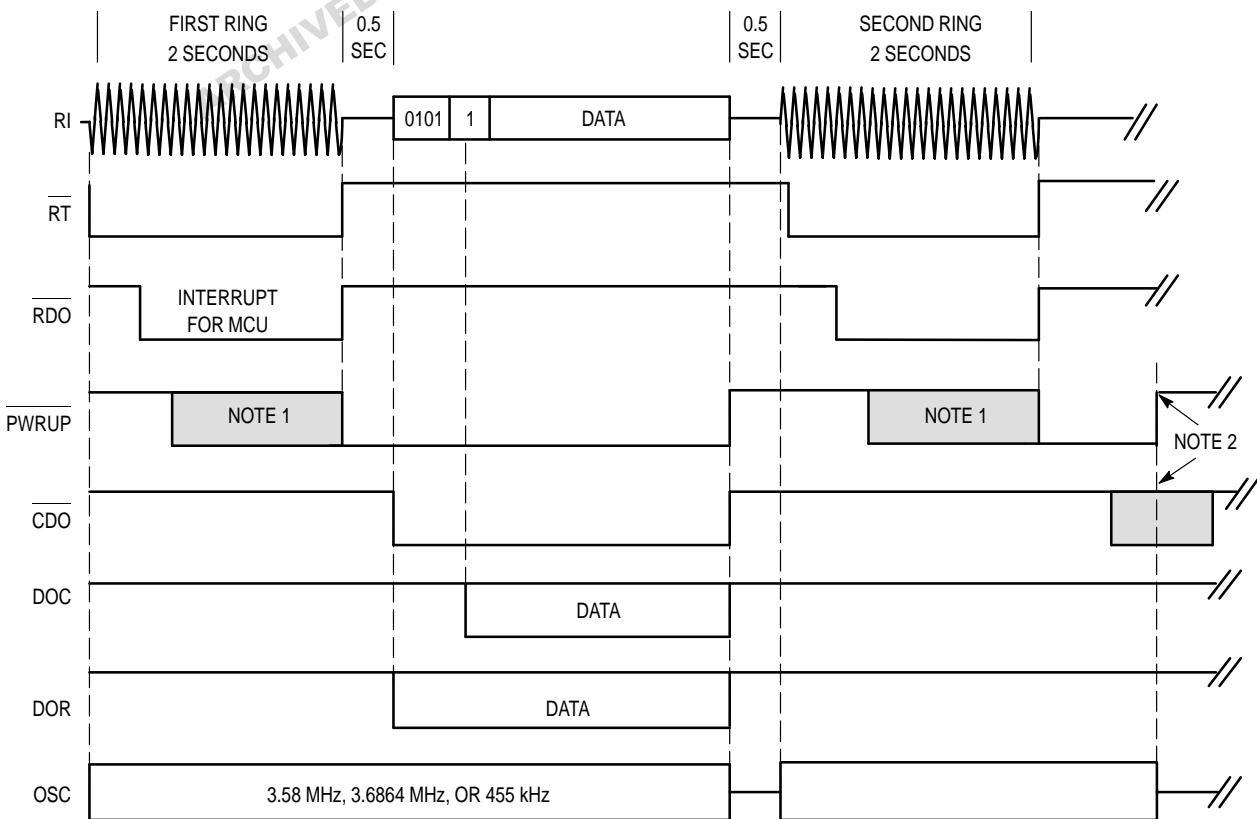 ARCHIVED
FIRST RING
2 SECONDS
0.5
SEC
0.5
SEC
SECOND RING
2 SECONDS
RI
0101
1
DATA
RT
RDO
INTERRUPT
FOR MCU
PWRUP
NOTE 1
NOTE 1
NOTE 2
CDO
DOC
DATA
DOR
DATA
OSC
3.58 MHz, 3.6864 MHz, OR 455 kHz